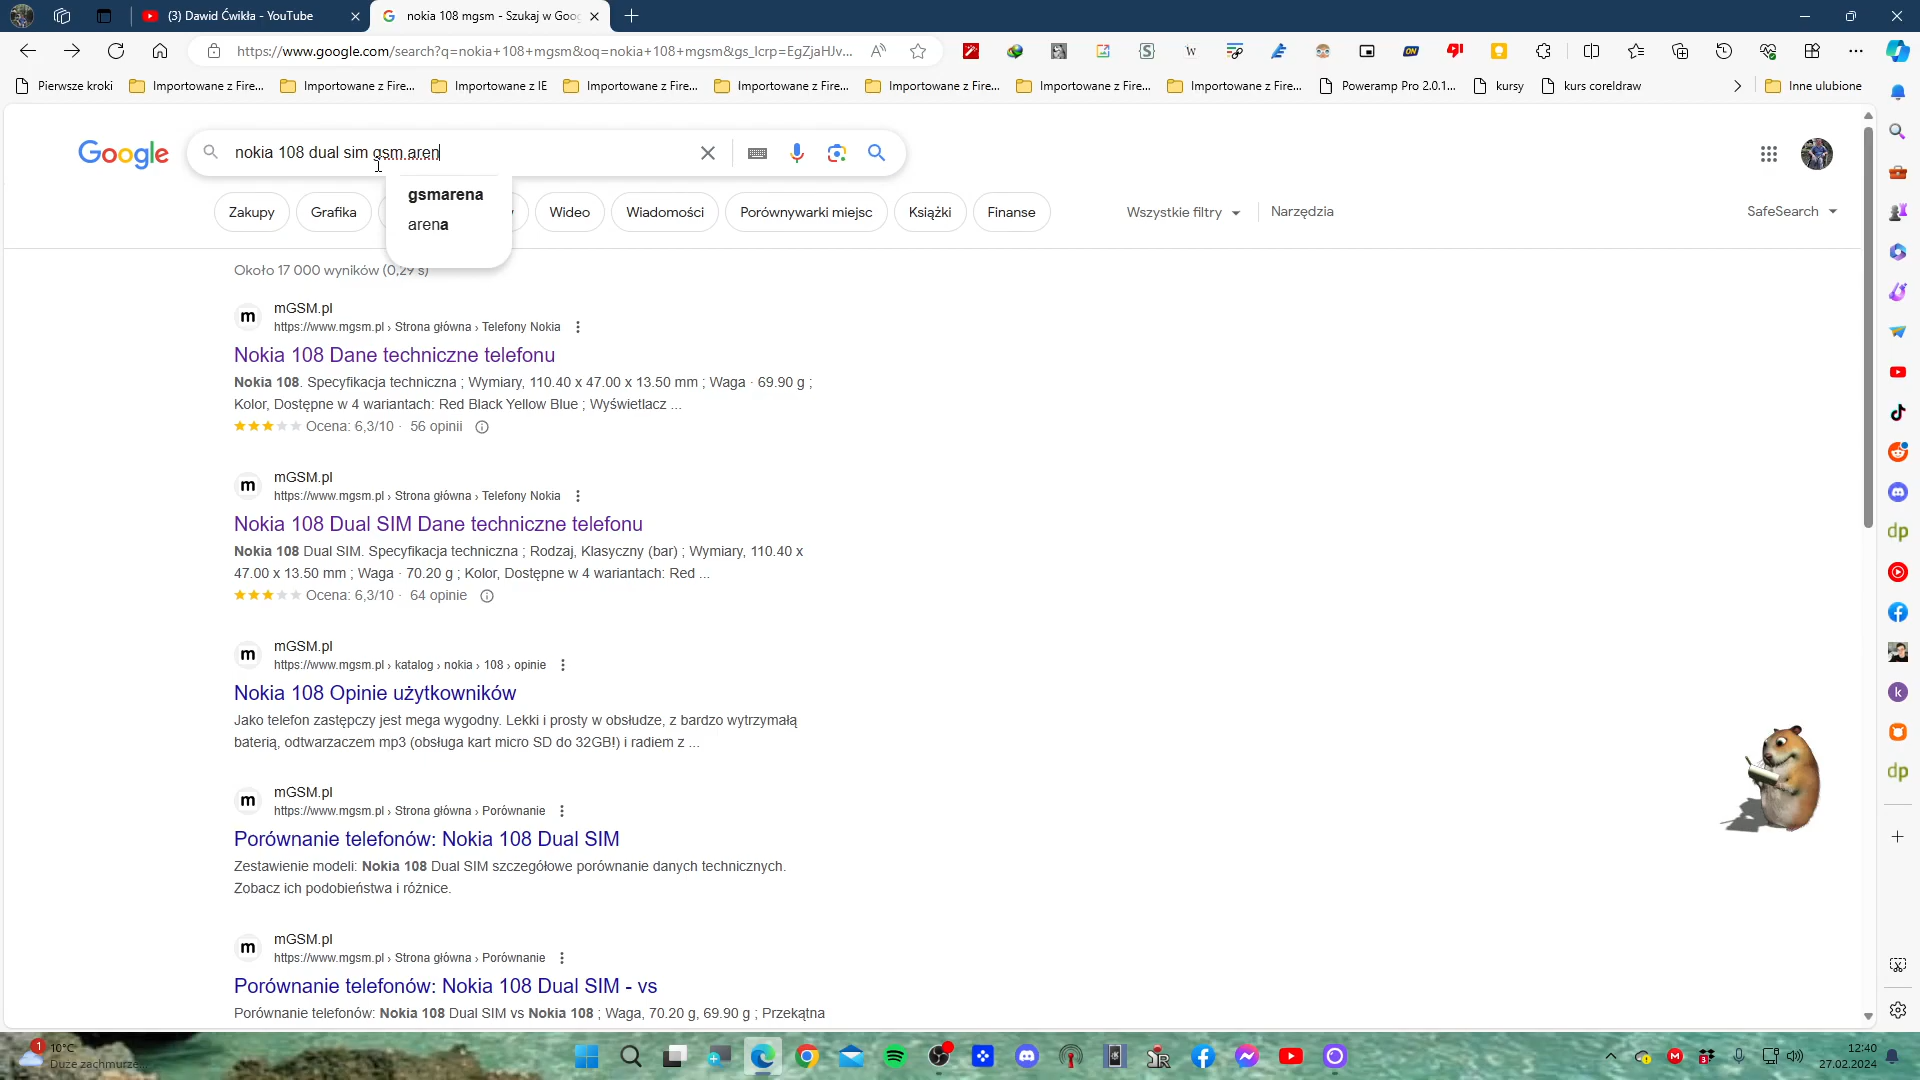 (3) Dawid Ćwikła - YouTube
nokia 108 mgsm - Szukaj w Goo
https://www.google.com/search?q=nokia+108+mgsm&oq=nokia+108+mgsm&gs_lcrp=EgZjaHJv...
Pierwsze kroki
Importowane z Fire...
Importowane z Fire...
Importowane z IE
Importowane z Fire...
Importowane z Fire...
Importowane z Fire...
Importowane z Fire...
Importowane z Fire...
Poweramp Pro 2.0.1...
kursy
kurs coreldraw
Inne ulubione
Google
nokia 108 dual sim gsm aren
gsmarena
arena
Zakupy
Grafika
Wideo
Wiadomości
Porównywarki miejsc
Książki
Finanse
Wszystkie filtry
Narzędzia
SafeSearch
Około 17 000 wyników (0,29 s)
mGSM.pl
https://www.mgsm.pl › Strona główna › Telefony Nokia
Nokia 108 Dane techniczne telefonu
Nokia 108. Specyfikacja techniczna ; Wymiary, 110.40 x 47.00 x 13.50 mm ; Waga · 69.90 g ;
Kolor, Dostępne w 4 wariantach: Red Black Yellow Blue ; Wyświetlacz ...
Ocena: 6,3/10 · 56 opinii
mGSM.pl
https://www.mgsm.pl › Strona główna › Telefony Nokia
Nokia 108 Dual SIM Dane techniczne telefonu
Nokia 108 Dual SIM. Specyfikacja techniczna ; Rodzaj, Klasyczny (bar) ; Wymiary, 110.40 x
47.00 x 13.50 mm ; Waga · 70.20 g ; Kolor, Dostępne w 4 wariantach: Red ...
Ocena: 6,3/10 · 64 opinie
mGSM.pl
https://www.mgsm.pl › katalog › nokia › 108 › opinie
Nokia 108 Opinie użytkowników
Jako telefon zastępczy jest mega wygodny. Lekki i prosty w obsłudze, z bardzo wytrzymałą
baterią, odtwarzaczem mp3 (obsługa kart micro SD do 32GB!) i radiem z ...
mGSM.pl
https://www.mgsm.pl › Strona główna › Porównanie
Porównanie telefonów: Nokia 108 Dual SIM
Zestawienie modeli: Nokia 108 Dual SIM szczegółowe porównanie danych technicznych.
Zobacz ich podobieństwa i różnice.
mGSM.pl
https://www.mgsm.pl › Strona główna › Porównanie
Porównanie telefonów: Nokia 108 Dual SIM - vs
Porównanie telefonów: Nokia 108 Dual SIM vs Nokia 108 ; Waga, 70.20 g, 69.90 g ; Przekątna
1
10°C
Duże zachmurze...
12:40
27.02.2024